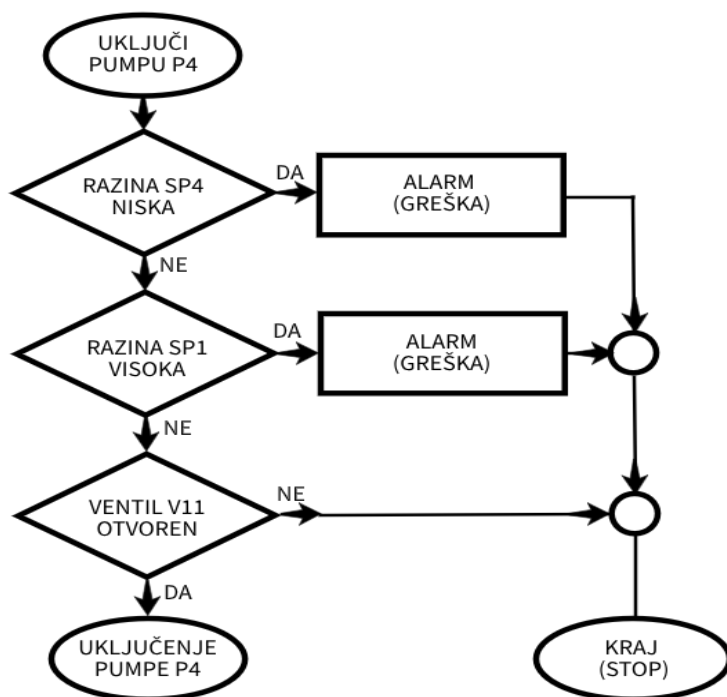 UKLJUČI
PUMPU P4
RAZINA SP4
NISKA
DA
ALARM
(GREŠKA)
NE
RAZINA SP1
VISOKA
DA
ALARM
(GREŠKA)
NE
VENTIL V11
OTVOREN
NE
DA
UKLJUČENJE
PUMPE P4
KRAJ
(STOP)